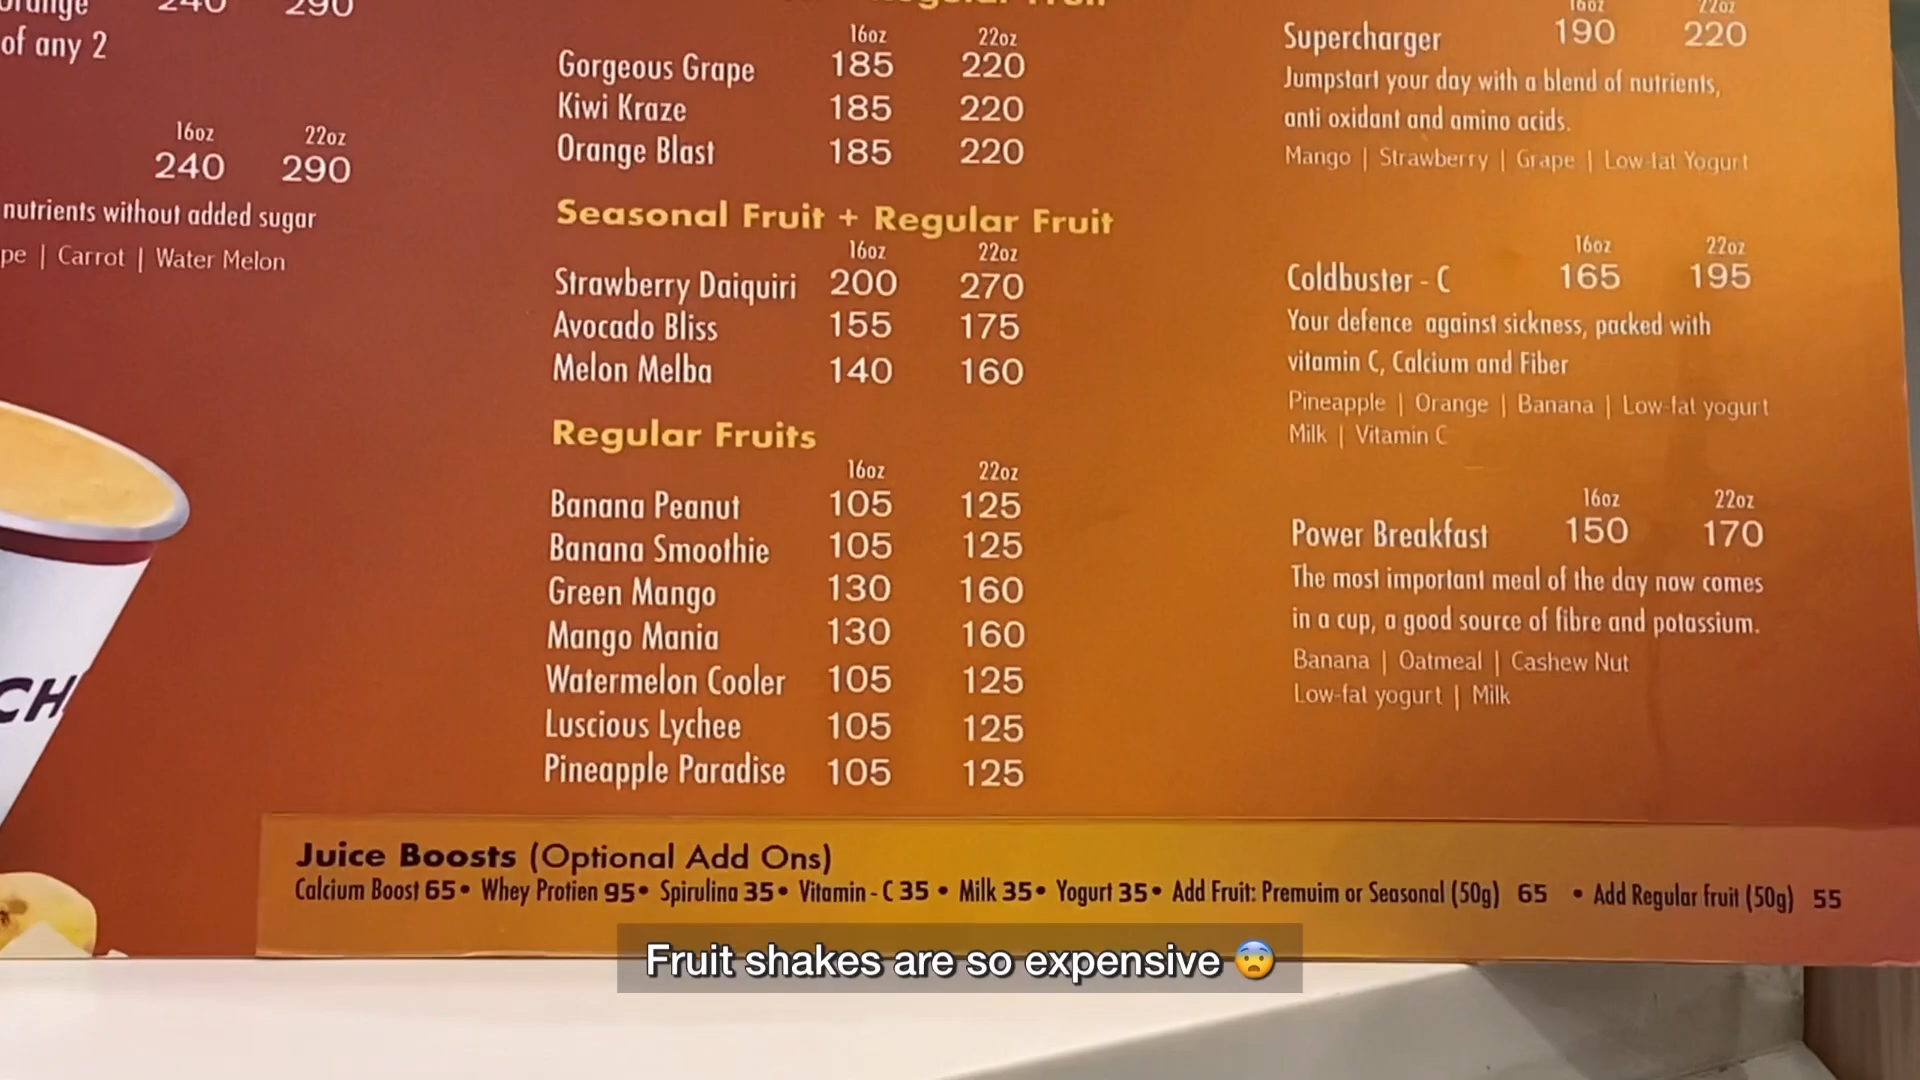 240 290
of any 2
16oz 22oz
240 290
nutrients without added sugar
pe | Carrot | Water Melon
CH
Regular Fruit
16oz 22oz
Gorgeous Grape 185 220
Kiwi Kraze 185 220
Orange Blast 185 220
Seasonal Fruit + Regular Fruit
16oz 22oz
Strawberry Daiquiri 200 270
Avocado Bliss 155 175
Melon Melba 140 160
Regular Fruits
16oz 22oz
Banana Peanut 105 125
Banana Smoothie 105 125
Green Mango 130 160
Mango Mania 130 160
Watermelon Cooler 105 125
Luscious Lychee 105 125
Pineapple Paradise 105 125
16oz 22oz
Supercharger 190 220
Jumpstart your day with a blend of nutrients,
anti oxidant and amino acids.
Mango | Strawberry | Grape | Low-fat Yogurt
16oz 22oz
Coldbuster - C 165 195
Your defence against sickness, packed with
vitamin C, Calcium and Fiber
Pineapple | Orange | Banana | Low-fat yogurt
Milk | Vitamin C
16oz 22oz
Power Breakfast 150 170
The most important meal of the day now comes
in a cup, a good source of fibre and potassium.
Banana | Oatmeal | Cashew Nut
Low-fat yogurt | Milk
Juice Boosts (Optional Add Ons)
Calcium Boost 65• Whey Protien 95• Spirulina 35• Vitamin - C 35 • Milk 35• Yogurt 35• Add Fruit: Premuim or Seasonal (50g) 65 • Add Regular fruit (50g) 55
Fruit shakes are so expensive 😨